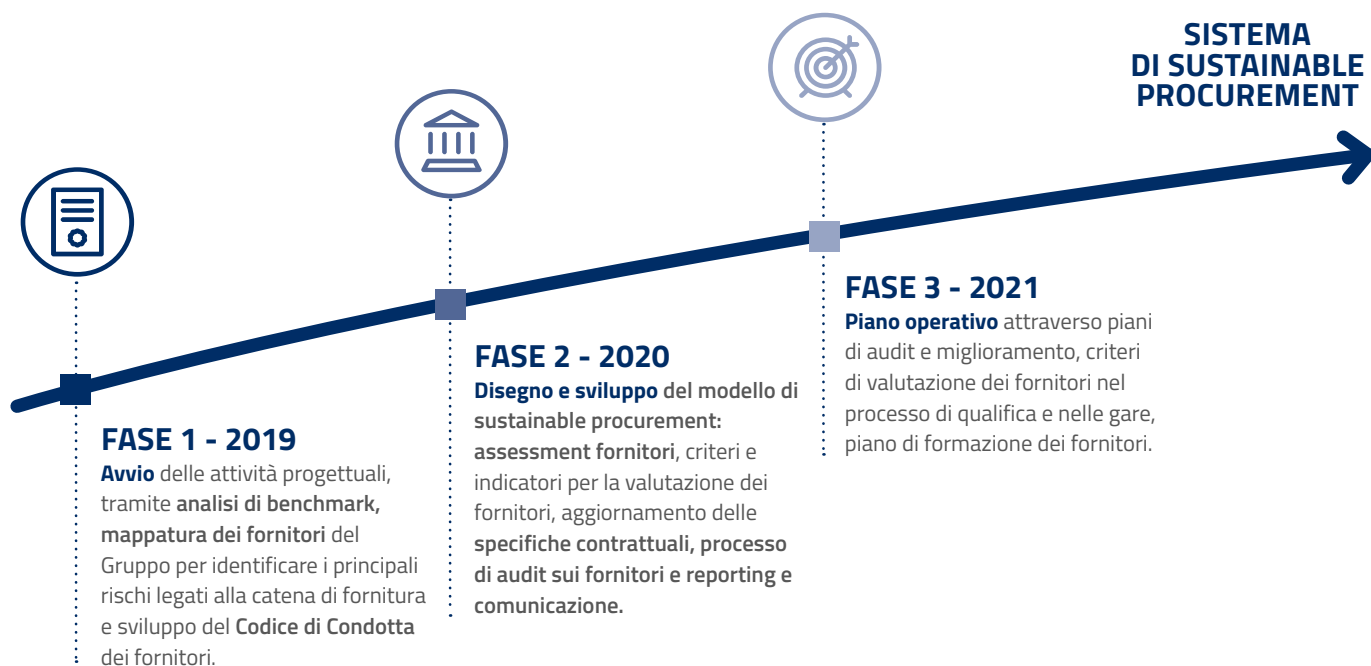 SISTEMA
DI SUSTAINABLE
PROCUREMENT
FASE 1 - 2019
Avvio delle attività progettuali,
tramite analisi di benchmark,
mappatura dei fornitori del
Gruppo per identificare i principali
rischi legati alla catena di fornitura
e sviluppo del Codice di Condotta
dei fornitori.
FASE 2 - 2020
Disegno e sviluppo del modello di
sustainable procurement:
assessment fornitori, criteri e
indicatori per la valutazione dei
fornitori, aggiornamento delle
specifiche contrattuali, processo
di audit sui fornitori e reporting e
comunicazione.
FASE 3 - 2021
Piano operativo attraverso piani
di audit e miglioramento, criteri
di valutazione dei fornitori nel
processo di qualifica e nelle gare,
piano di formazione dei fornitori.